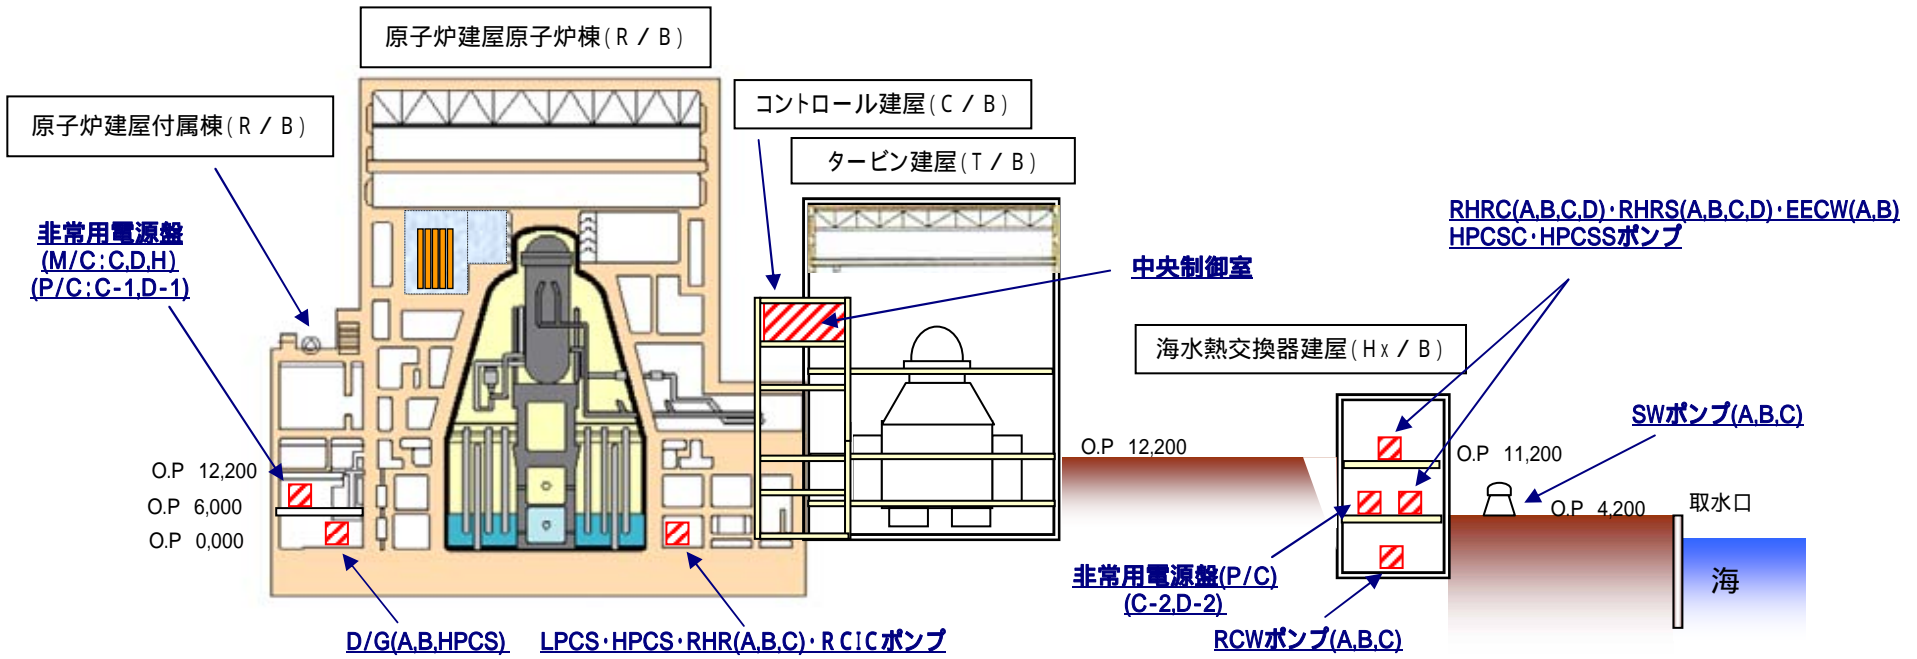 原子炉建屋原子炉棟(R/B)
原子炉建屋付属棟(R/B)
コントロール建屋(C/B)
タービン建屋(T/B)
非常用電源盤
(M/C:C,D,H)
(P/C:C-1,D-1)
中央制御室
RHRC(A,B,C,D)・RHRS(A,B,C,D)・EECW(A,B)
HPCSC・HPCSSポンプ
海水熱交換器建屋(Hx/B)
SWポンプ(A,B,C)
O.P 12,200
O.P 6,000
O.P 0,000
O.P 12,200
O.P 11,200
O.P 4,200
取水口
海
非常用電源盤(P/C)
(C-2,D-2)
D/G(A,B,HPCS)
LPCS・HPCS・RHR(A,B,C)・RCICポンプ
RCWポンプ(A,B,C)